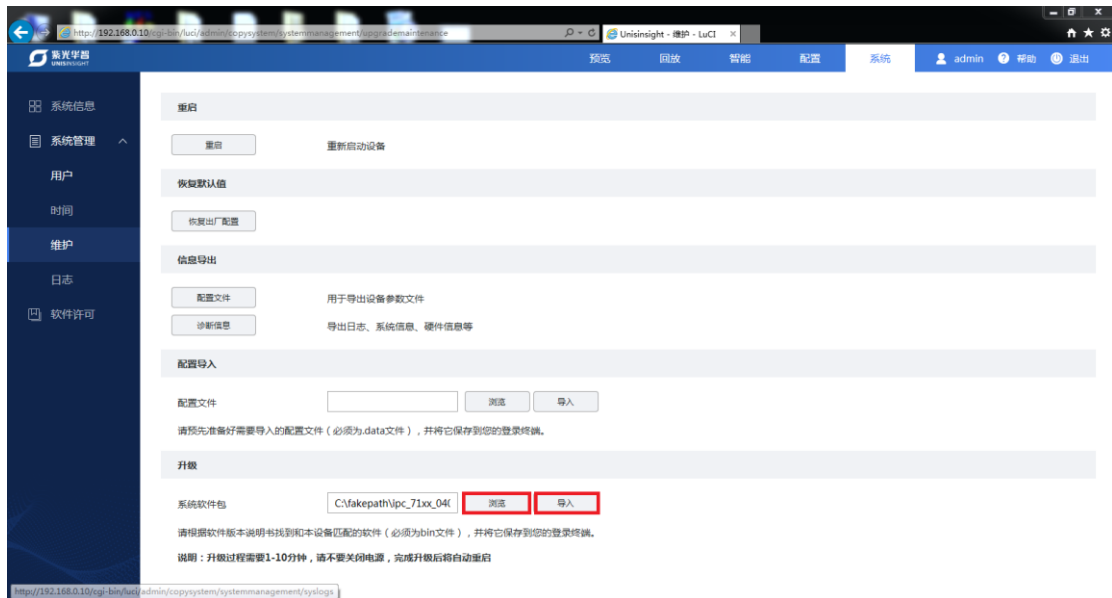 http://192.168.0.10/cgi-bin/luci/admin/copysystem/systemmanagement/upgrademaintenance
Unisinsight - 维护 - LuCI
紫光华智
UNISINSIGHT
预览 回放 智能 配置 系统 admin 帮助 退出
系统信息
系统管理
用户
时间
维护
日志
软件许可
重启
重启 重新启动设备
恢复默认值
恢复出厂配置
信息导出
配置文件 用于导出设备参数文件
诊断信息 导出日志、系统信息、硬件信息等
配置导入
配置文件 浏览 导入
请预先准备好需要导入的配置文件（必须为.data文件），并将它保存到您的登录终端。
升级
系统软件包 C:\fakepath\ipc_71xx_04( 浏览 导入
请根据软件版本说明书找到和本设备匹配的软件（必须为bin文件），并将它保存到您的登录终端。
说明：升级过程需要1-10分钟，请不要关闭电源，完成升级后将自动重启
http://192.168.0.10/cgi-bin/luci/admin/copysystem/systemmanagement/syslogs